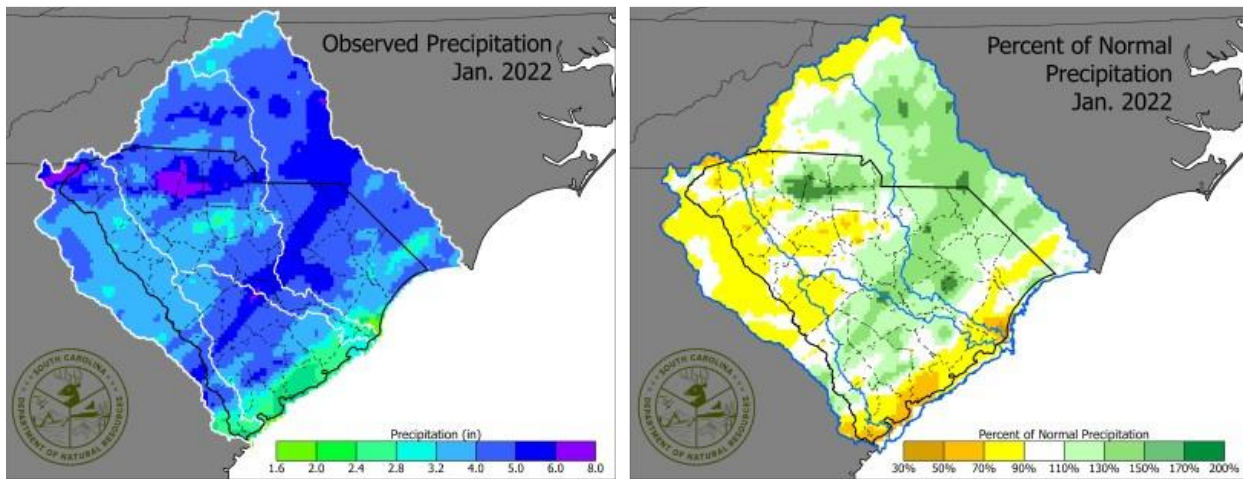 Observed Precipitation
Jan. 2022
SOUTH CAROLINA
DEPARTMENT OF NATURAL RESOURCES
Precipitation (in)
1.6 2.0 2.4 2.8 3.2 4.0 5.0 6.0 8.0
Percent of Normal
Precipitation
Jan. 2022
SOUTH CAROLINA
DEPARTMENT OF NATURAL RESOURCES
Percent of Normal Precipitation
30% 50% 70% 90% 110% 130% 150% 170% 200%